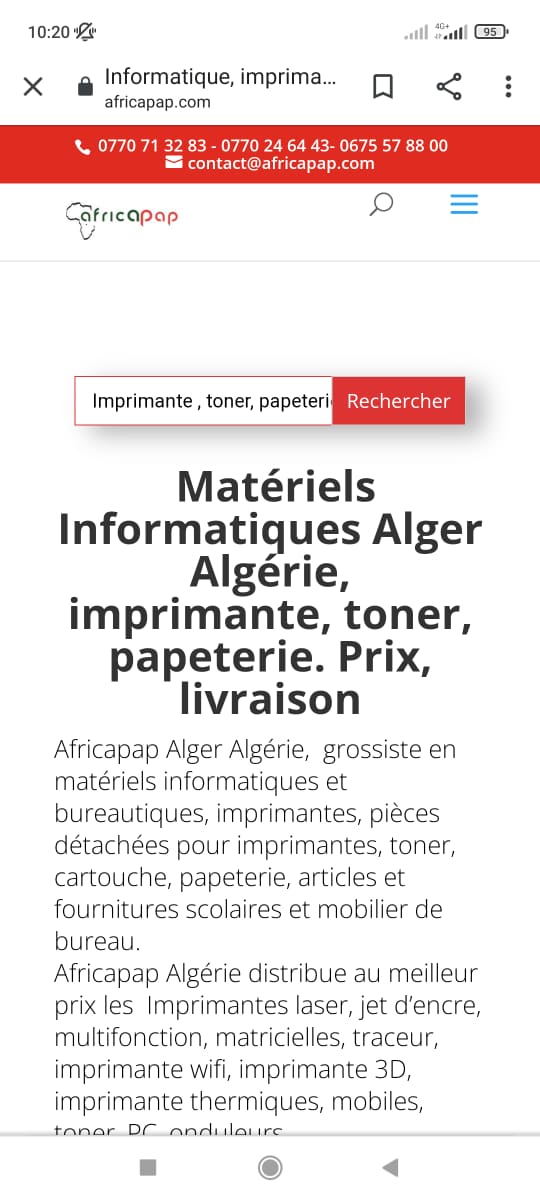 10:20
4G+
95
Informatique, imprima...
africapap.com
0770 71 32 83 - 0770 24 64 43- 0675 57 88 00
contact@africapap.com
africapap
Imprimante , toner, papeteri
Rechercher
Matériels
Informatiques Alger
Algérie,
imprimante, toner,
papeterie. Prix,
livraison
Africapap Alger Algérie,  grossiste en
matériels informatiques et
bureautiques, imprimantes, pièces
détachées pour imprimantes, toner,
cartouche, papeterie, articles et
fournitures scolaires et mobilier de
bureau.
Africapap Algérie distribue au meilleur
prix les  Imprimantes laser, jet d’encre,
multifonction, matricielles, traceur,
imprimante wifi, imprimante 3D,
imprimante thermiques, mobiles,
toner, PC, onduleurs